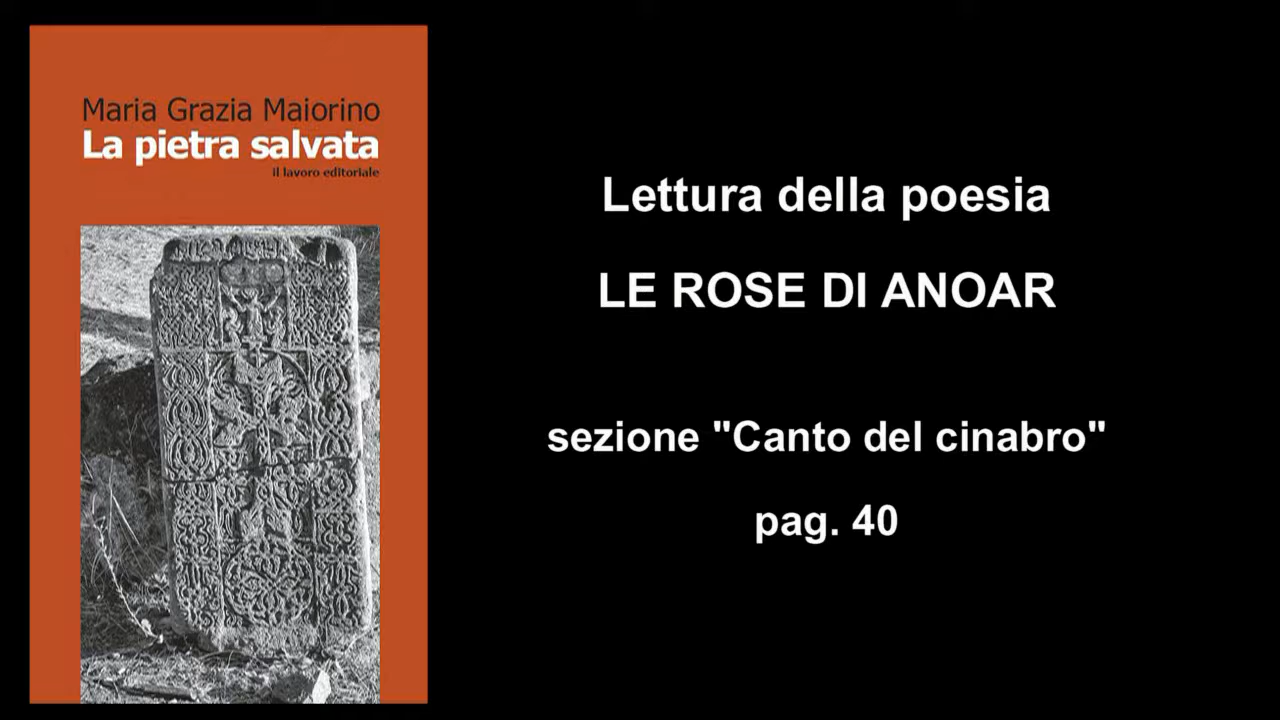 Maria Grazia Maiorino
La pietra salvata
il lavoro editoriale
Lettura della poesia
LE ROSE DI ANOAR
sezione "Canto del cinabro"
pag. 40